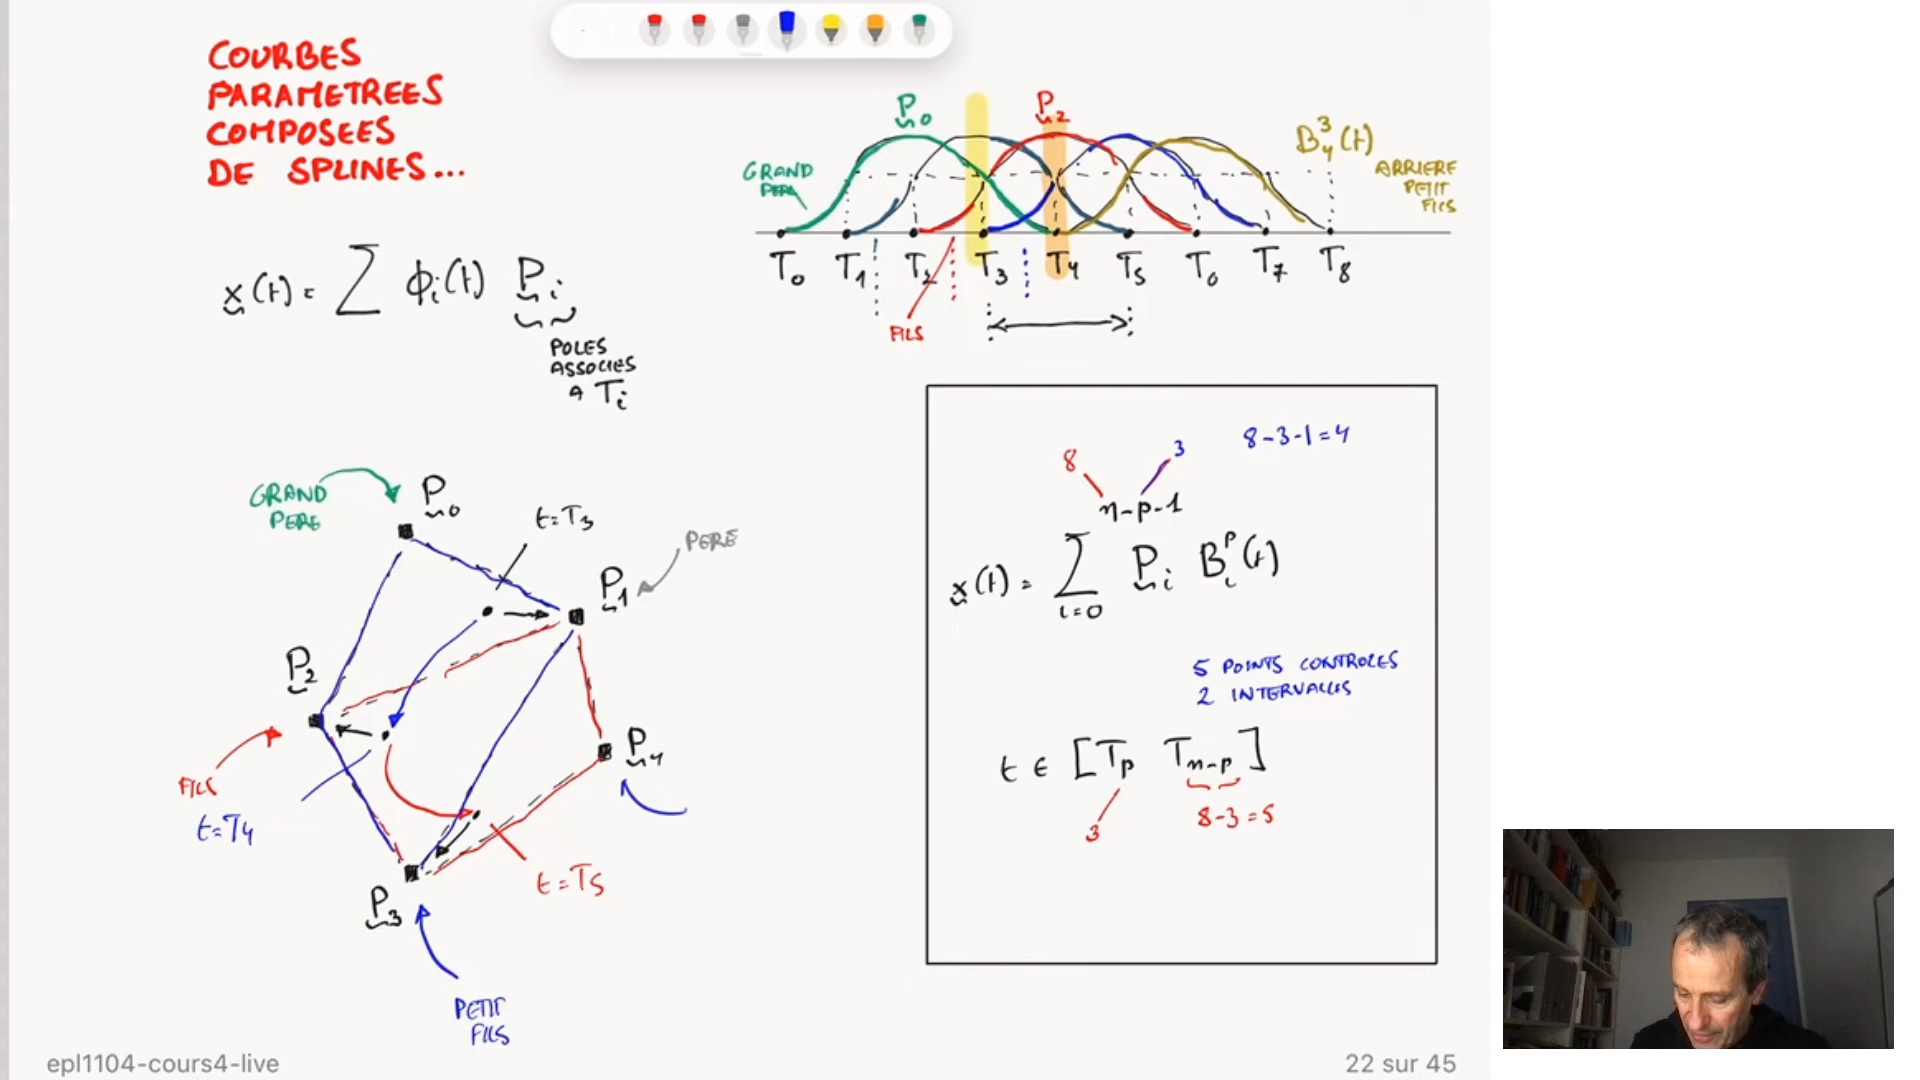 COURBES
PARAMETREES
COMPOSEES
DE SPLINES...
x(t) = ∑ ϕi(t) Pi
POLES
ASSOCIES
A Ti
P0
P2
B4^3(t)
GRAND
PERE
ARRIERE
PETIT
FILS
T0 T1 T2 T3 T4 T5 T6 T7 T8
FILS
8
3
8-3-1=4
n-p-1
x(t) = ∑ Pi Bi^p(t)
i=0
5 POINTS CONTROLES
2 INTERVALLES
t ∈ [Tp Tn-p]
3
8-3=5
GRAND
PERE
P0
t=T3
PERE
P1
P2
P4
FILS
t=T4
t=T5
P3
PETIT
FILS
epl1104-cours4-live
22 sur 45